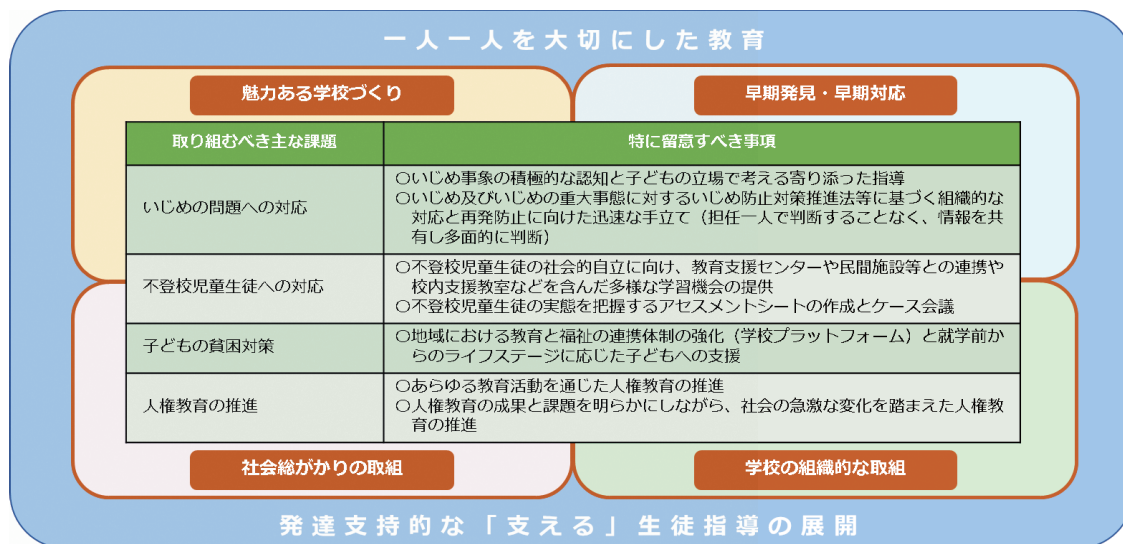 一人一人を大切にした教育
魅力ある学校づくり
早期発見・早期対応
取り組むべき主な課題
特に留意すべき事項
いじめの問題への対応
○いじめ事象の積極的な認知と子どもの立場で考える寄り添った指導
○いじめ及びいじめの重大事態に対するいじめ防止対策推進法等に基づく組織的な
対応と再発防止に向けた迅速な手立て（担任一人で判断することなく、情報を共
有し多面的に判断）
不登校児童生徒への対応
○不登校児童生徒の社会的自立に向け、教育支援センターや民間施設等との連携や
校内支援教室などを含んだ多様な学習機会の提供
○不登校児童生徒の実態を把握するアセスメントシートの作成とケース会議
子どもの貧困対策
○地域における教育と福祉の連携体制の強化（学校プラットフォーム）と就学前
からのライフステージに応じた子どもへの支援
人権教育の推進
○あらゆる教育活動を通じた人権教育の推進
○人権教育の成果と課題を明らかにしながら、社会の急激な変化を踏まえた人権教
育の推進
社会総がかりの取組
学校の組織的な取組
発達支持的な「支える」生徒指導の展開